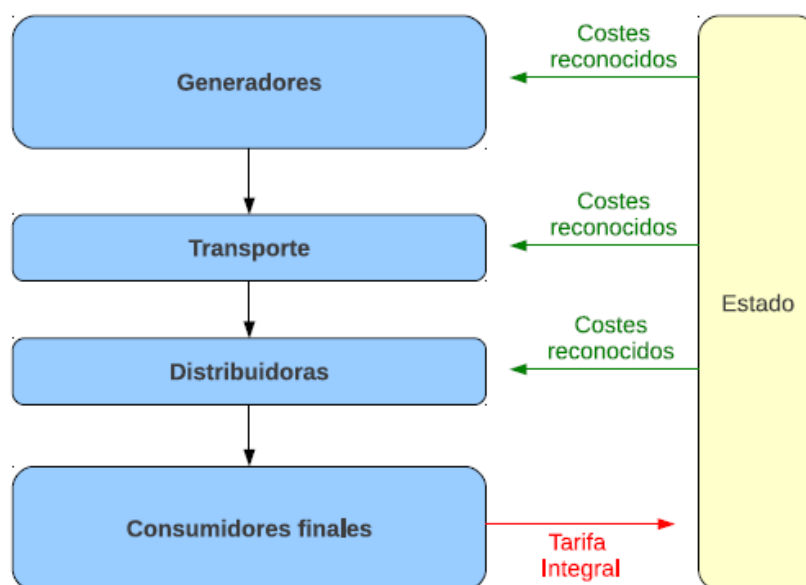 Costes
reconocidos
Generadores
Costes
reconocidos
Transporte
Estado
Costes
reconocidos
Distribuidoras
Consumidores finales
Tarifa
Integral